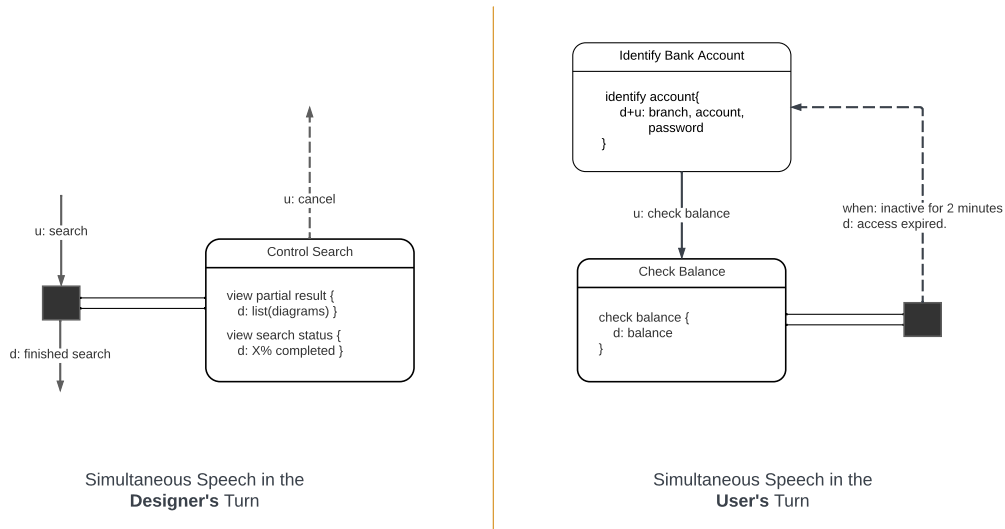 u: cancel
u: search
Control Search
view partial result {
d: list(diagrams) }
view search status {
d: X% completed }
d: finished search
Simultaneous Speech in the
Designer's Turn
Identify Bank Account
identify account{
d+u: branch, account,
password
}
u: check balance
when: inactive for 2 minutes
d: access expired.
Check Balance
check balance {
d: balance
}
Simultaneous Speech in the
User's Turn